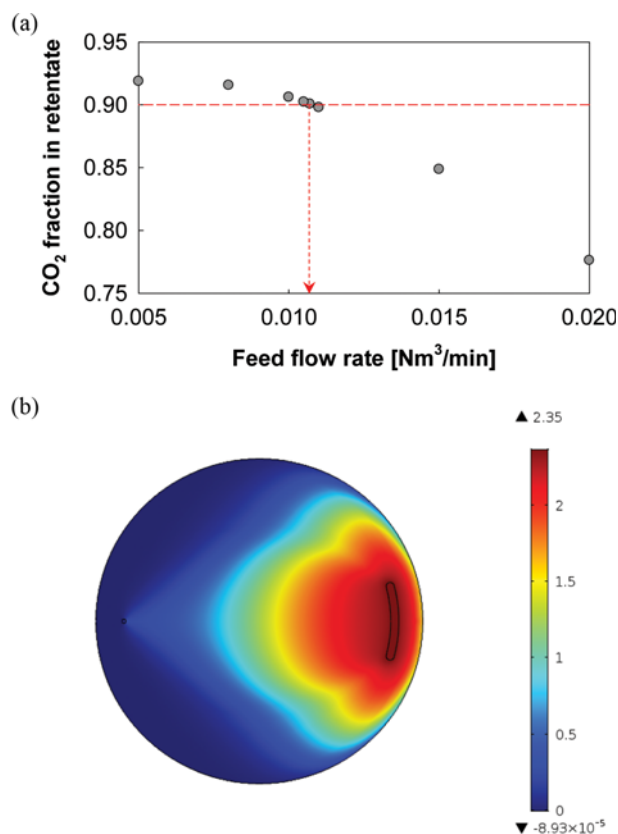 (a)
0.95
0.90
0.85
0.80
0.75
CO₂ fraction in retentate
0.005 0.010 0.015 0.020
Feed flow rate [Nm³/min]
(b)
▲ 2.35
2
1.5
1
0.5
0
▼ -8.93×10⁻⁵